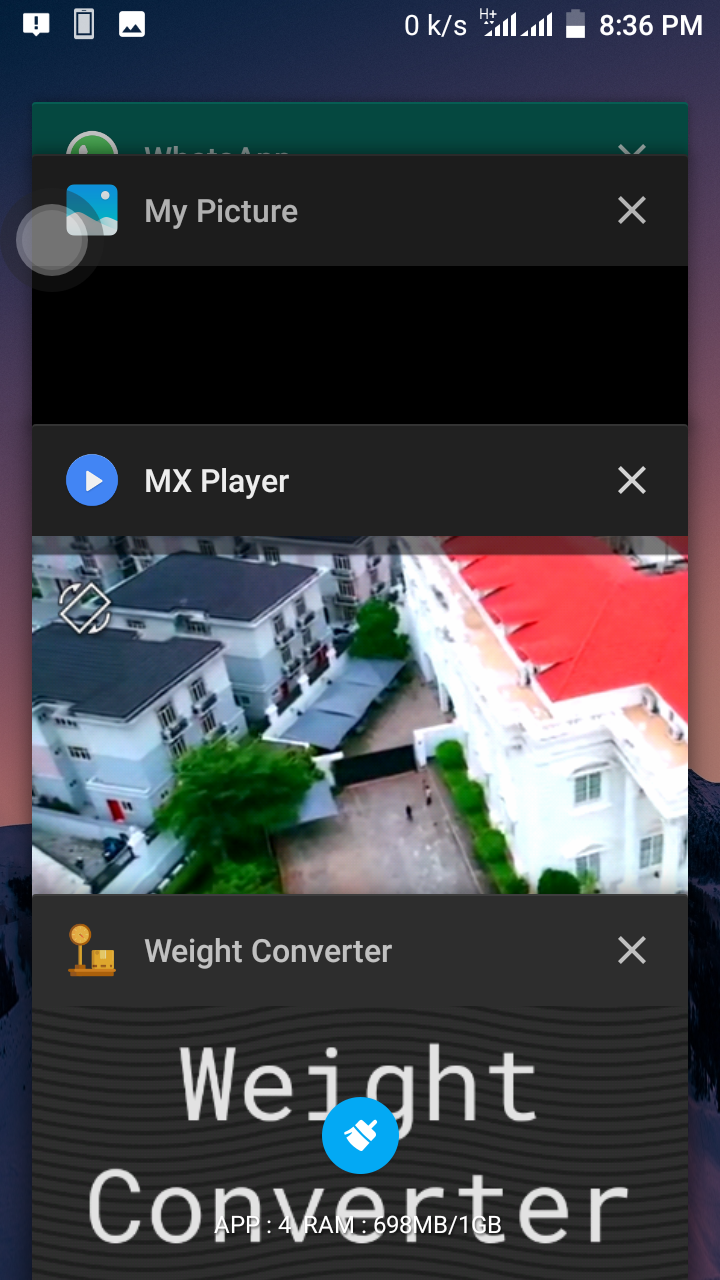 0 k/s H+ 8:36 PM
WhatsApp
My Picture
MX Player
Weight Converter
Weight
Converter
APP : 4 RAM : 698MB/1GB